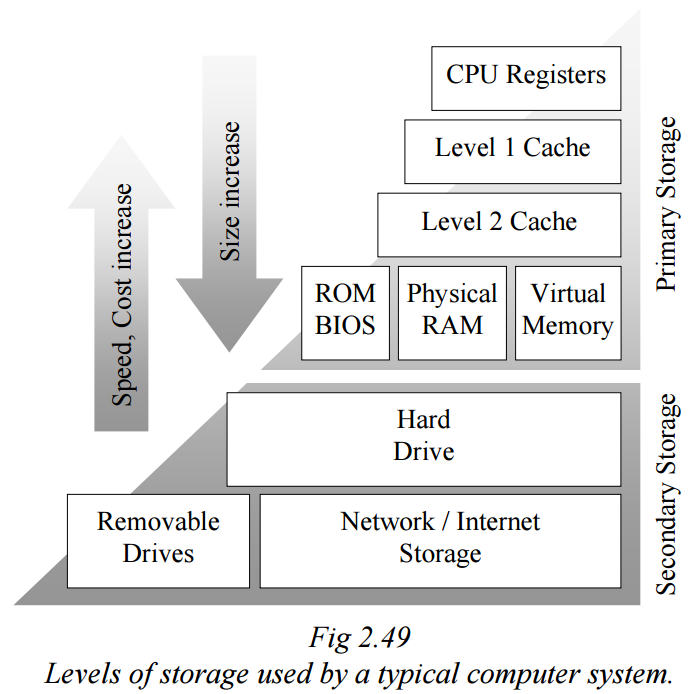 CPU Registers
Level 1 Cache
Level 2 Cache
ROM
BIOS
Physical
RAM
Virtual
Memory
Primary Storage
Size increase
Speed, Cost increase
Hard
Drive
Removable
Drives
Network / Internet
Storage
Secondary Storage
Fig 2.49
Levels of storage used by a typical computer system.